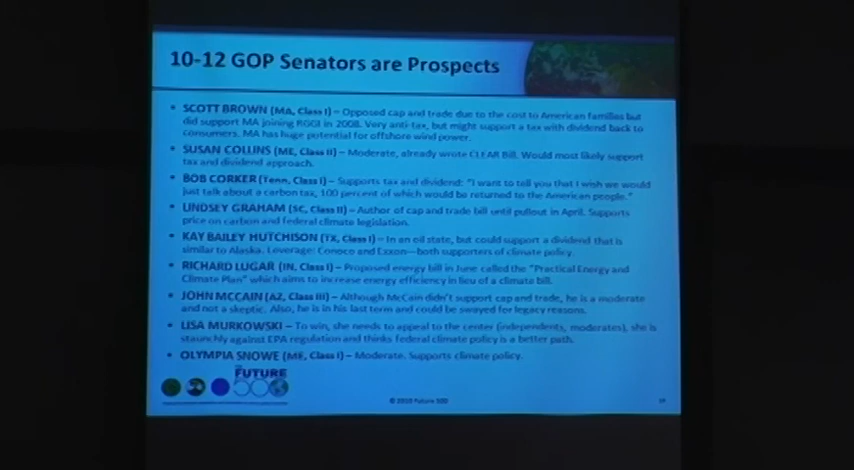 10-12 GOP Senators are Prospects
• SCOTT BROWN (MA, Class I) – Opposed cap and trade due to the cost to American families but
did support MA joining RGGI in 2008. Very anti-tax, but might support a tax with dividend back to
consumers. MA has huge potential for offshore wind power.
• SUSAN COLLINS (ME, Class II) – Moderate, already wrote CLEAR Bill. Would most likely support
tax and dividend approach.
• BOB CORKER (Tenn, Class I) – Supports tax and dividend: "I want to tell you that I wish we would
just talk about a carbon tax, 100 percent of which would be returned to the American people."
• LINDSEY GRAHAM (SC, Class II) – Author of cap and trade bill until pullout in April. Supports
price on carbon and federal climate legislation.
• KAY BAILEY HUTCHISON (TX, Class I) – In an oil state, but could support a dividend that is
similar to Alaska. Leverage: Conoco and Exxon—both supporters of climate policy.
• RICHARD LUGAR (IN, Class I) – Proposed energy bill in June called the "Practical Energy and
Climate Plan" which aims to increase energy efficiency in lieu of a climate bill.
• JOHN MCCAIN (AZ, Class III) – Although McCain didn't support cap and trade, he is a moderate
and not a skeptic. Also, he is in his last term and could be swayed for legacy reasons.
• LISA MURKOWSKI – To win, she needs to appeal to the center (independents, moderates), she is
staunchly against EPA regulation and thinks federal climate policy is a better path.
• OLYMPIA SNOWE (ME, Class I) – Moderate. Supports climate policy.
FUTURE
500
© 2010 Future 500